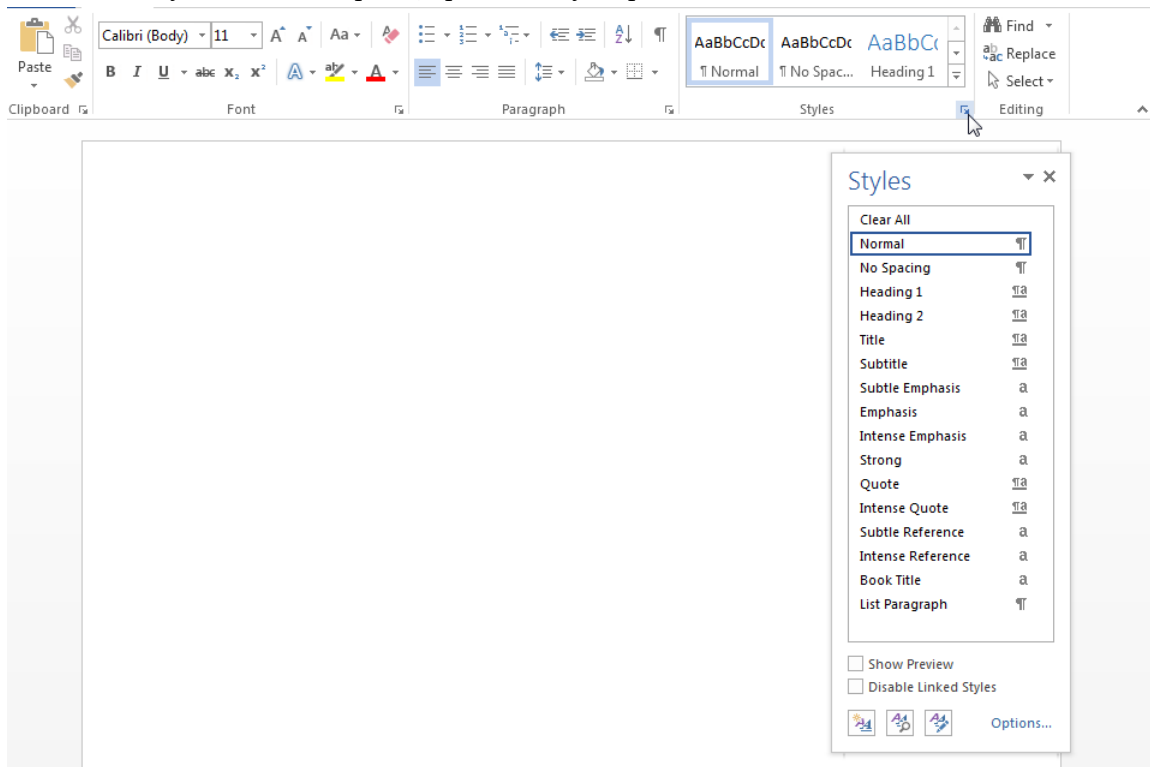 Calibri (Body) 11 Aa Find
Paste B I U abc X₂ X² A aby A AaBbCcDc AaBbCcDc AaBbC Replace
¶ Normal ¶ No Spac... Heading 1 Select
Clipboard Font Paragraph Styles Editing
Styles
Clear All
Normal ¶
No Spacing ¶
Heading 1 ¶a
Heading 2 ¶a
Title ¶a
Subtitle ¶a
Subtle Emphasis a
Emphasis a
Intense Emphasis a
Strong a
Quote ¶a
Intense Quote ¶a
Subtle Reference a
Intense Reference a
Book Title a
List Paragraph ¶
Show Preview
Disable Linked Styles
Options...